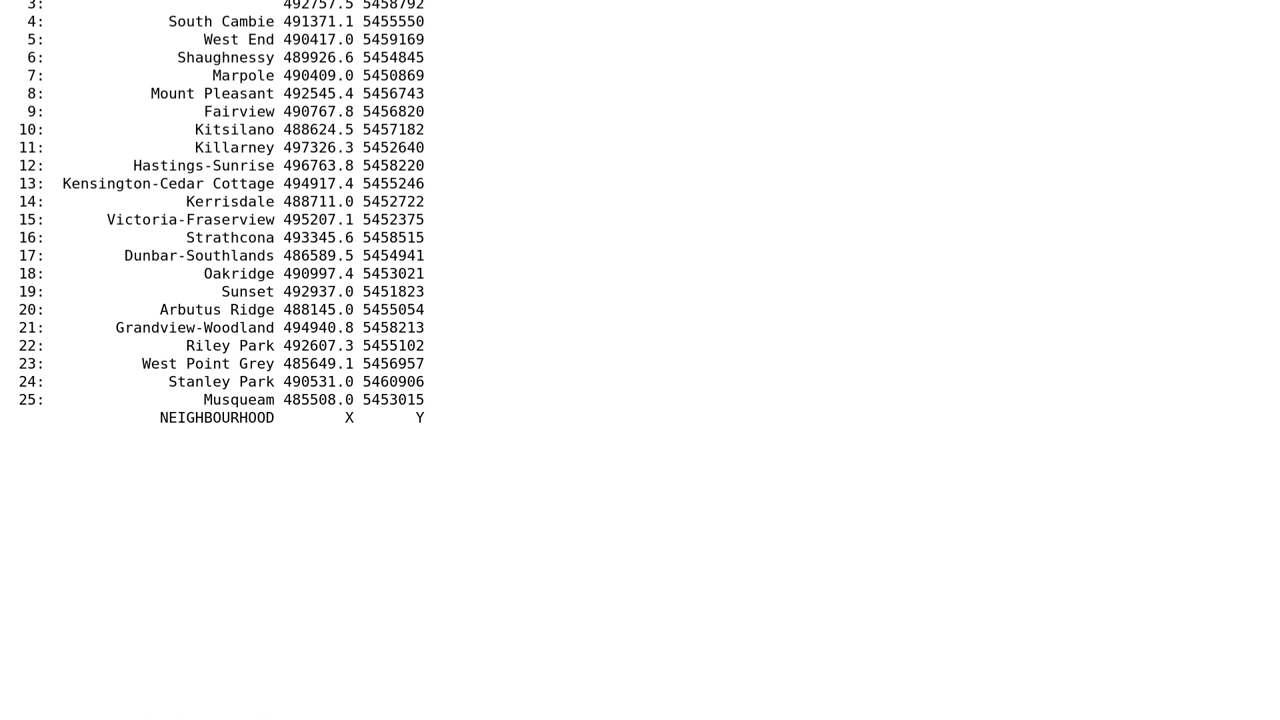 3: 492757.5 5458792
4: South Cambie 491371.1 5455550
5: West End 490417.0 5459169
6: Shaughnessy 489926.6 5454845
7: Marpole 490409.0 5450869
8: Mount Pleasant 492545.4 5456743
9: Fairview 490767.8 5456820
10: Kitsilano 488624.5 5457182
11: Killarney 497326.3 5452640
12: Hastings-Sunrise 496763.8 5458220
13: Kensington-Cedar Cottage 494917.4 5455246
14: Kerrisdale 488711.0 5452722
15: Victoria-Fraserview 495207.1 5452375
16: Strathcona 493345.6 5458515
17: Dunbar-Southlands 486589.5 5454941
18: Oakridge 490997.4 5453021
19: Sunset 492937.0 5451823
20: Arbutus Ridge 488145.0 5455054
21: Grandview-Woodland 494940.8 5458213
22: Riley Park 492607.3 5455102
23: West Point Grey 485649.1 5456957
24: Stanley Park 490531.0 5460906
25: Musqueam 485508.0 5453015
NEIGHBOURHOOD X Y